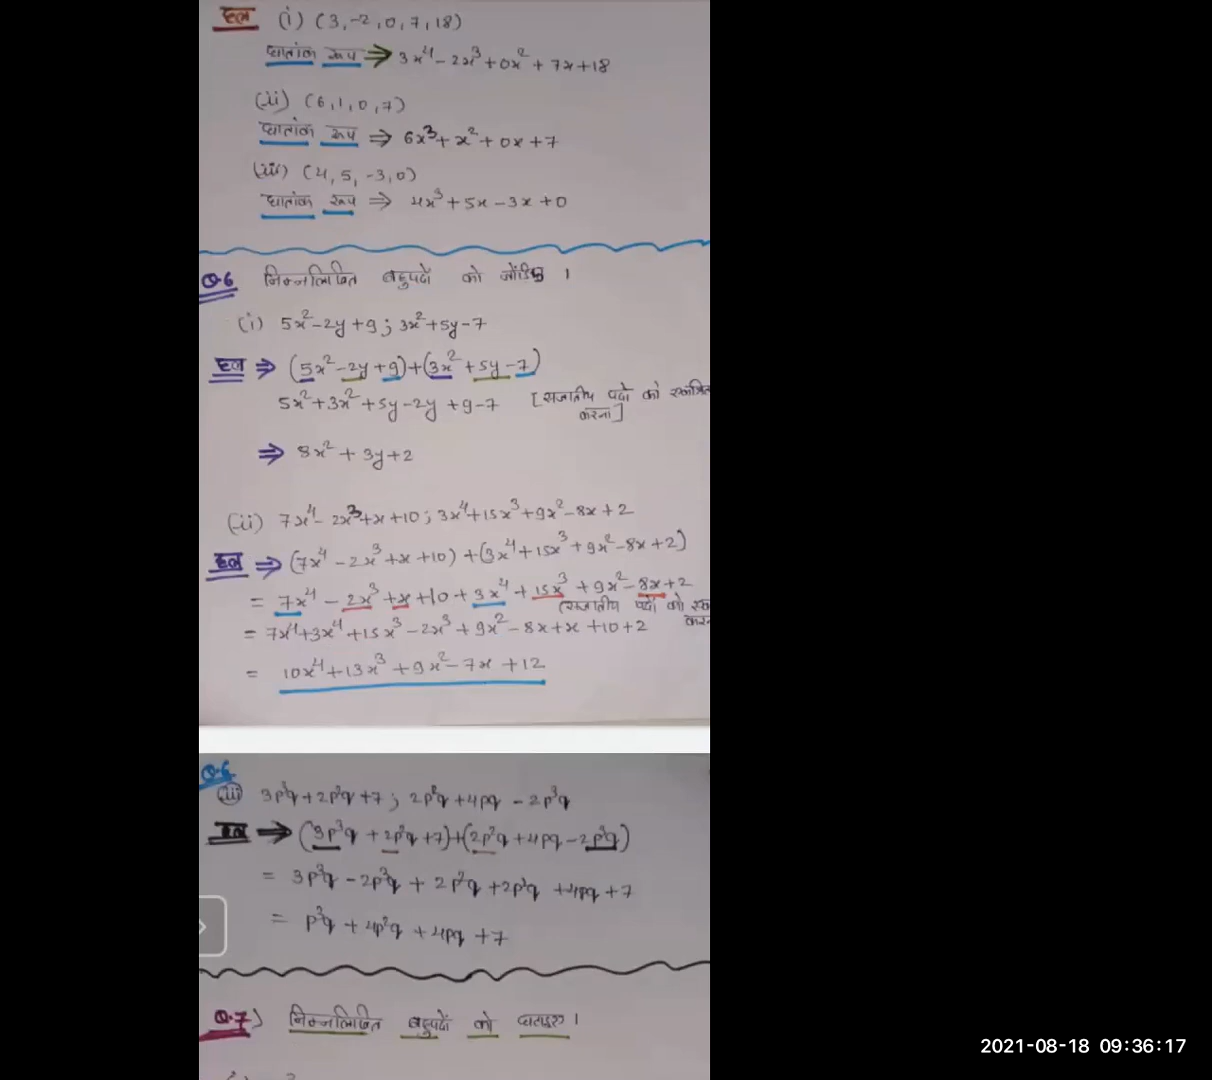 हल (i) (3,-2,0,7,18)
घातांक रूप ⇒ 3x⁴ - 2x³ + 0x² + 7x + 18
(ii) (6,1,0,7)
घातांक रूप ⇒ 6x³ + x² + 0x + 7
(iii) (4, 5, -3,0)
घातांक रूप ⇒ 4x³ + 5x - 3x + 0
Q.6 निम्नलिखित बहुपदों को जोड़िए ।
(i) 5x² - 2y + 9 ; 3x² + 5y - 7
हल ⇒ (5x² - 2y + 9) + (3x² + 5y - 7)
5x² + 3x² + 5y - 2y + 9 - 7 [सजातीय पदों को
करना]
⇒ 8x² + 3y + 2
(ii) 7x⁴ - 2x³ + x + 10 ; 3x⁴ + 15x³ + 9x² - 8x + 2
हल ⇒ (7x⁴ - 2x³ + x + 10) + (3x⁴ + 15x³ + 9x² - 8x + 2)
= 7x⁴ - 2x³ + x + 10 + 3x⁴ + 15x³ + 9x² - 8x + 2
(सजातीय पदों को
= 7x⁴ + 3x⁴ + 15x³ - 2x³ + 9x² - 8x + x + 10 + 2
= 10x⁴ + 13x³ + 9x² - 7x + 12
Q.6
(iii) 3p³q + 2p²q + 7 ; 2p²q + 4pq - 2p³q
हल ⇒ (3p³q + 2p²q + 7) + (2p²q + 4pq - 2p³q)
= 3p³q - 2p³q + 2p²q + 2p²q + 4pq + 7
= p³q + 4p²q + 4pq + 7
Q.7) निम्नलिखित बहुपदों को घटाइए ।
2021-08-18 09:36:17